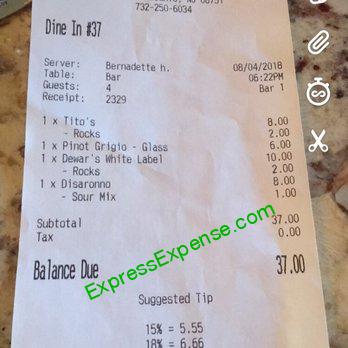 NJ 08751
732-250-6034
Dine In #37
Server: Bernadette h. 08/04/2018
Table: Bar 06:22PM
Guests: 4 Bar 1
Receipt: 2329
1 x Tito's 8.00
- Rocks 2.00
1 x Pinot Grigio - Glass 6.00
1 x Dewar's White Label 10.00
- Rocks 2.00
1 x Disaronno 8.00
- Sour Mix 1.00
Subtotal 37.00
Tax 0.00
Balance Due 37.00
ExpressExpense.com
Suggested Tip
15% = 5.55
18% = 6.66